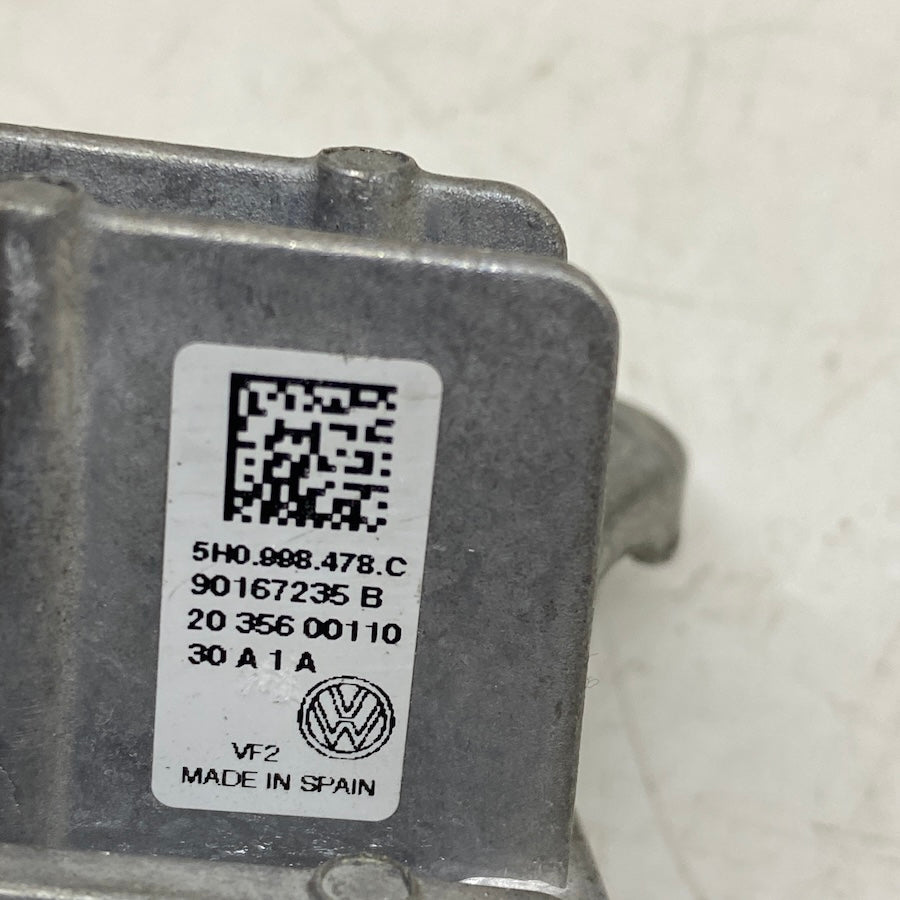 5H0.998.478.C
90167235 B
20 356 00110
30 A 1 A
VF2
MADE IN SPAIN